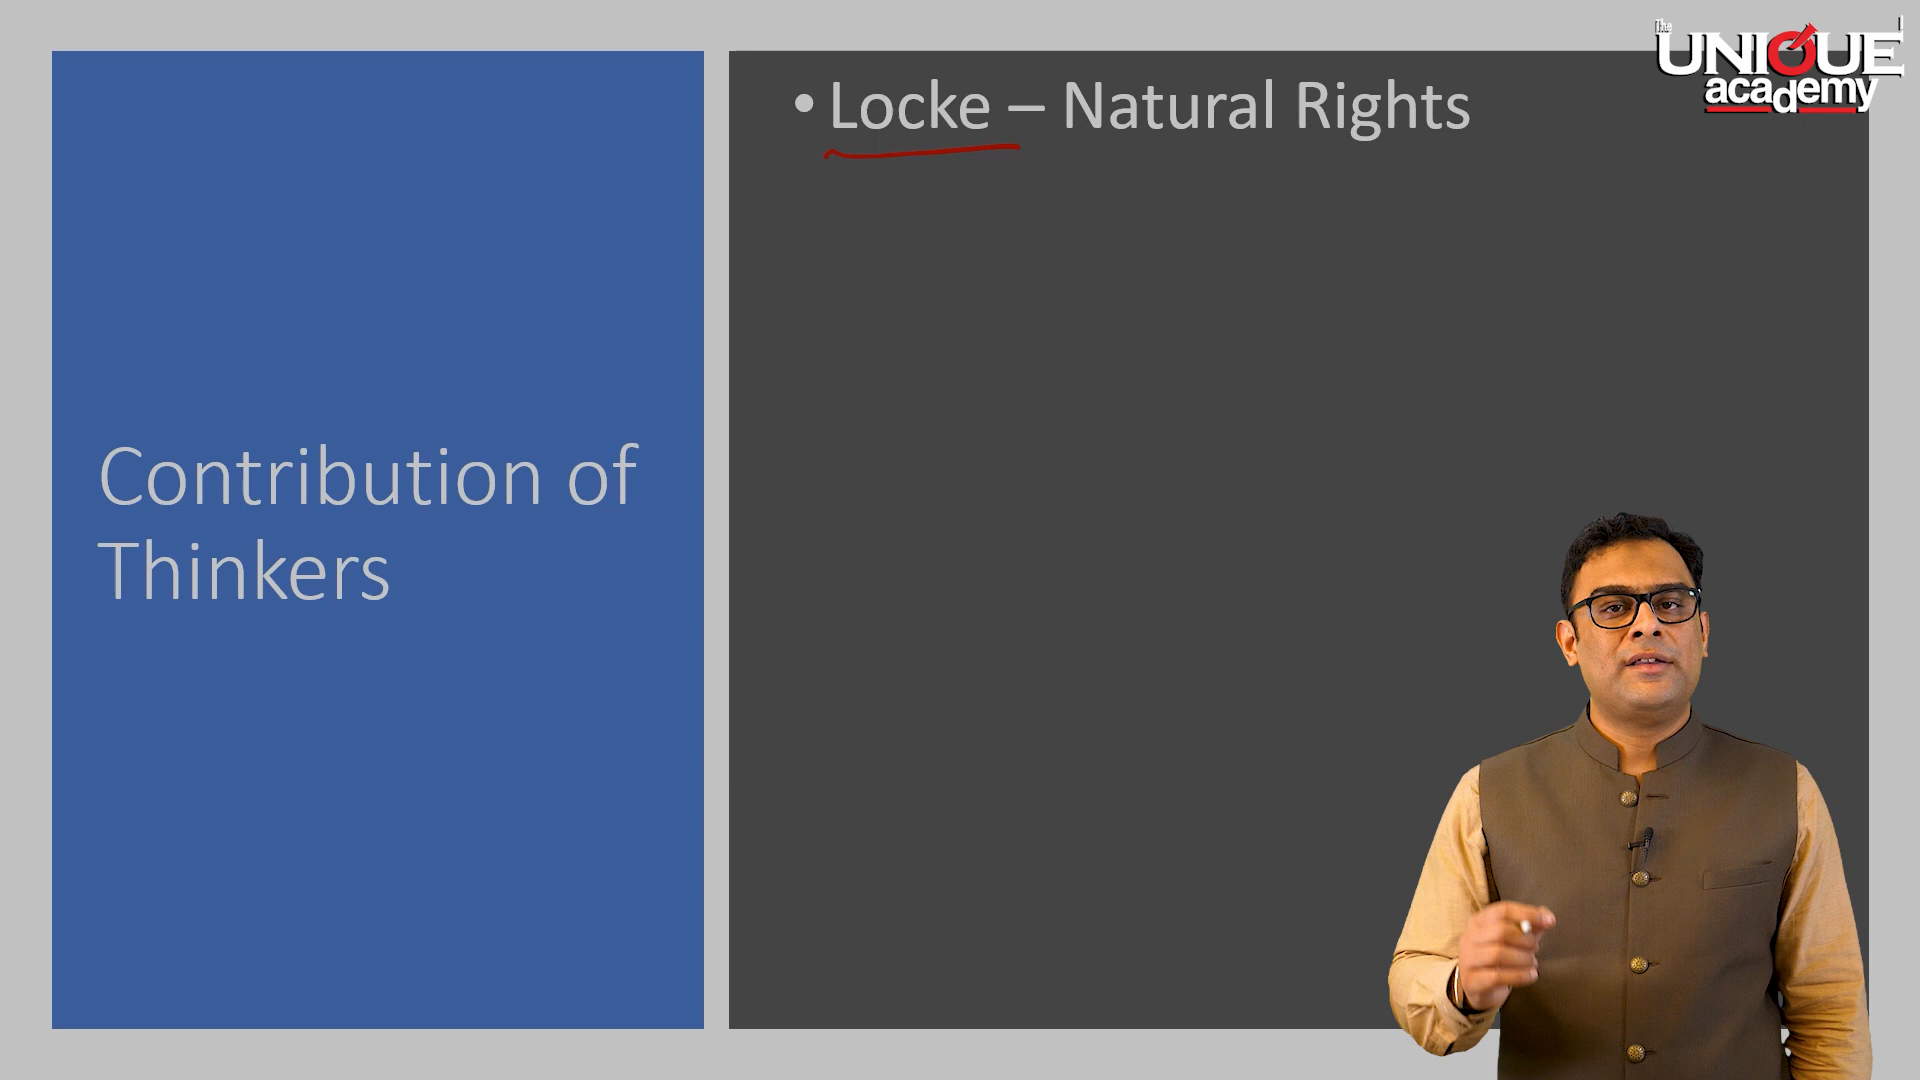 The
UNIQUE
academy
• Locke – Natural Rights
Contribution of
Thinkers